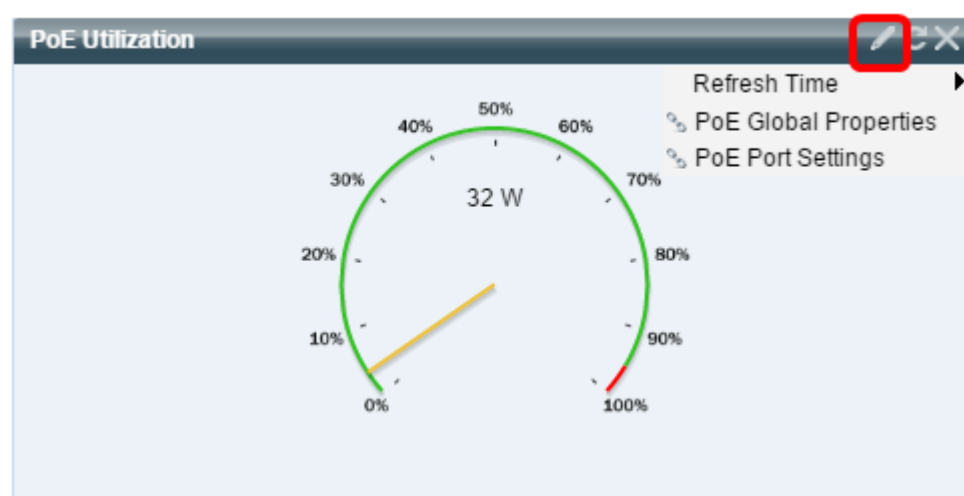 PoE Utilization
Refresh Time
PoE Global Properties
PoE Port Settings
50%
40%
60%
30%
70%
32 W
20%
80%
10%
90%
0%
100%